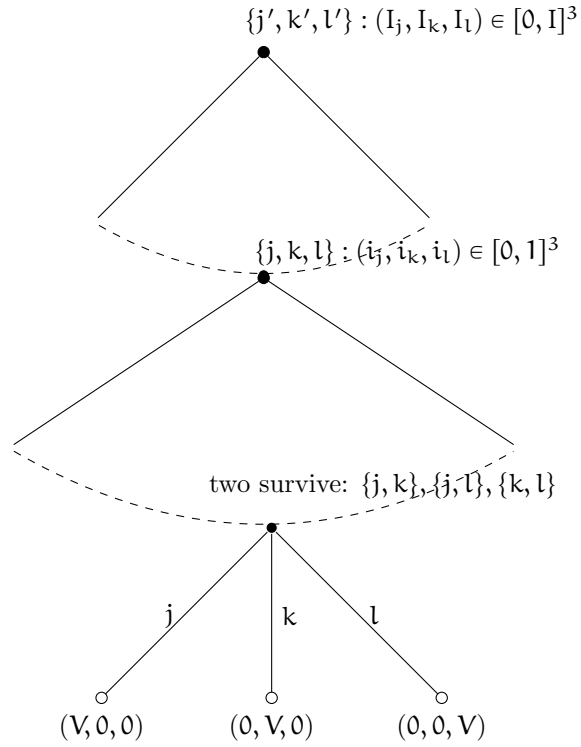 {j′, k′, l′} : (I_j, I_k, I_l) ∈ [0, I]³
{j, k, l} : (i_j, i_k, i_l) ∈ [0, 1]³
two survive: {j, k}, {j, l}, {k, l}
j k l
(V, 0, 0) (0, V, 0) (0, 0, V)